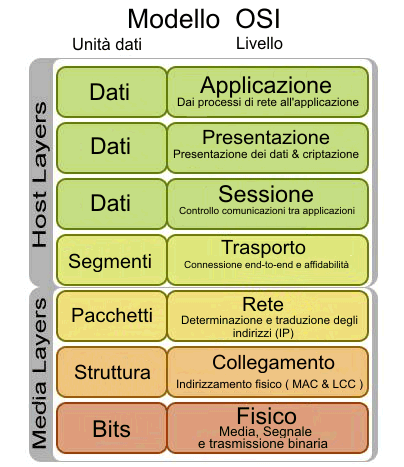 Modello OSI
Unità dati Livello
Host Layers
Dati Applicazione
Dai processi di rete all'applicazione
Dati Presentazione
Presentazione dei dati & criptazione
Dati Sessione
Controllo comunicazioni tra applicazioni
Segmenti Trasporto
Connessione end-to-end e affidabilità
Media Layers
Pacchetti Rete
Determinazione e traduzione degli
indirizzi (IP)
Struttura Collegamento
Indirizzamento fisico ( MAC & LCC )
Bits Fisico
Media, Segnale
e trasmissione binaria